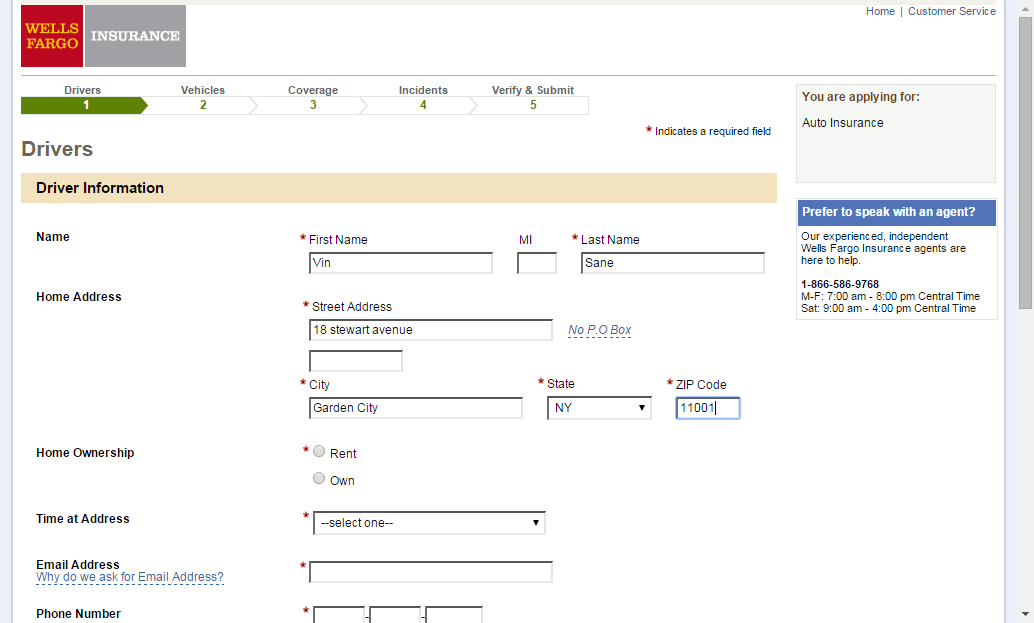 Home | Customer Service
WELLS
FARGO
INSURANCE
Drivers Vehicles Coverage Incidents Verify & Submit
1 2 3 4 5
* Indicates a required field
Drivers
Driver Information
Name
* First Name MI * Last Name
Vin Sane
Home Address
* Street Address
18 stewart avenue No P.O Box
* City * State * ZIP Code
Garden City NY 11001
Home Ownership * Rent
Own
Time at Address * --select one--
Email Address *
Why do we ask for Email Address?
Phone Number * - -
You are applying for:
Auto Insurance
Prefer to speak with an agent?
Our experienced, independent
Wells Fargo Insurance agents are
here to help.
1-866-586-9768
M-F: 7:00 am - 8:00 pm Central Time
Sat: 9:00 am - 4:00 pm Central Time